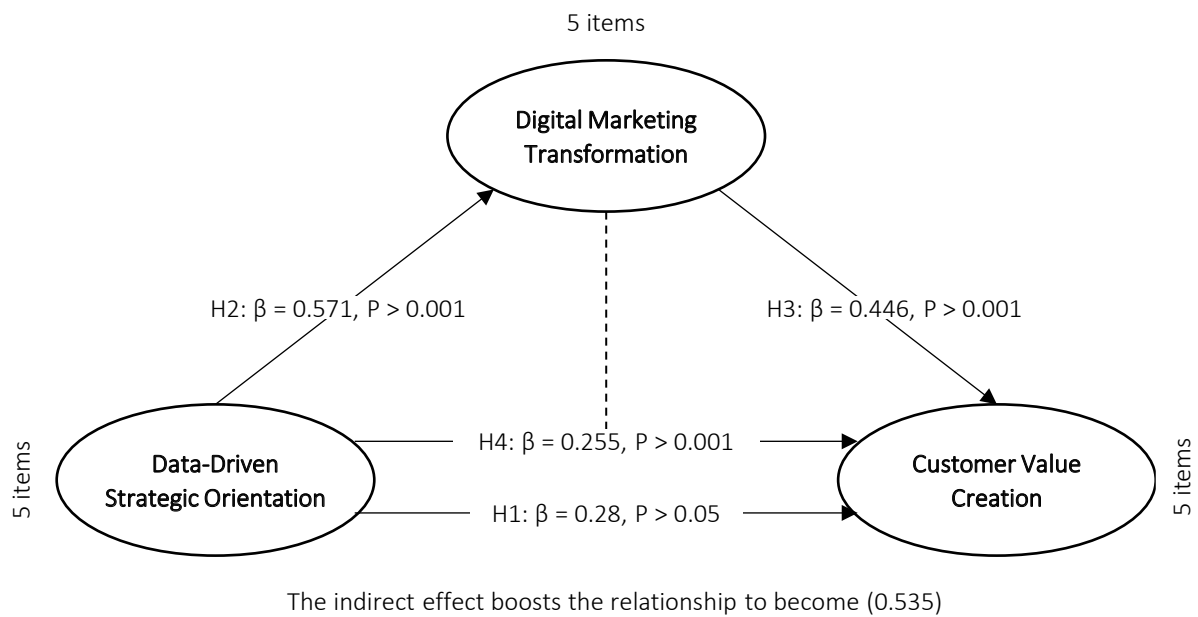 5 items
Digital Marketing
Transformation
H2: β = 0.571, P > 0.001
H3: β = 0.446, P > 0.001
5 items
Data-Driven
Strategic Orientation
H4: β = 0.255, P > 0.001
H1: β = 0.28, P > 0.05
Customer Value
Creation
5 items
The indirect effect boosts the relationship to become (0.535)